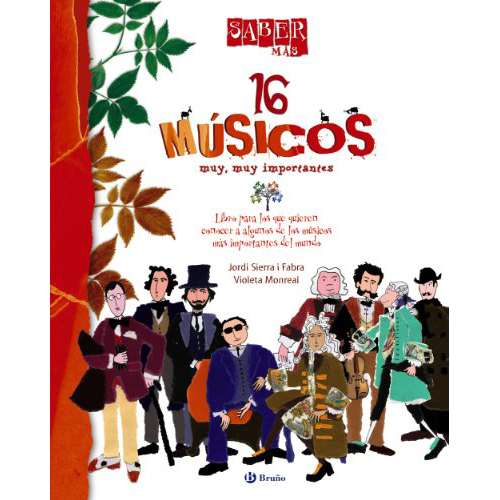 SABER
MÁS
16
MÚSICOS
muy, muy importantes
Libro para los que quieren
conocer a algunos de los músicos
más importantes del mundo
Jordi Sierra i Fabra
Violeta Monreal
Bruño